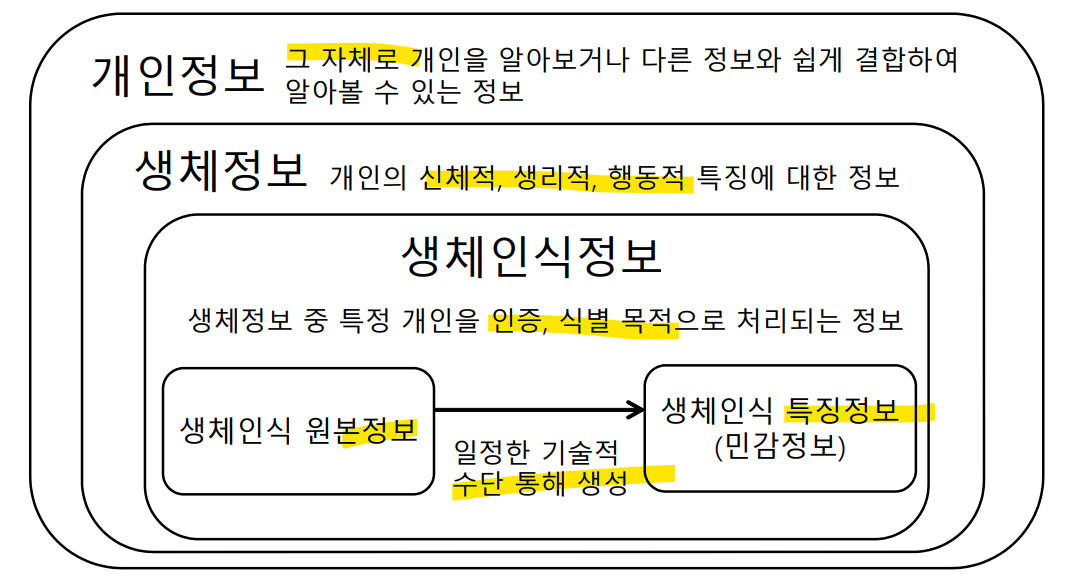 개인정보
그 자체로 개인을 알아보거나 다른 정보와 쉽게 결합하여
알아볼 수 있는 정보
생체정보
개인의 신체적, 생리적, 행동적 특징에 대한 정보
생체인식정보
생체정보 중 특정 개인을 인증, 식별 목적으로 처리되는 정보
생체인식 원본정보
일정한 기술적
수단 통해 생성
생체인식 특징정보
(민감정보)